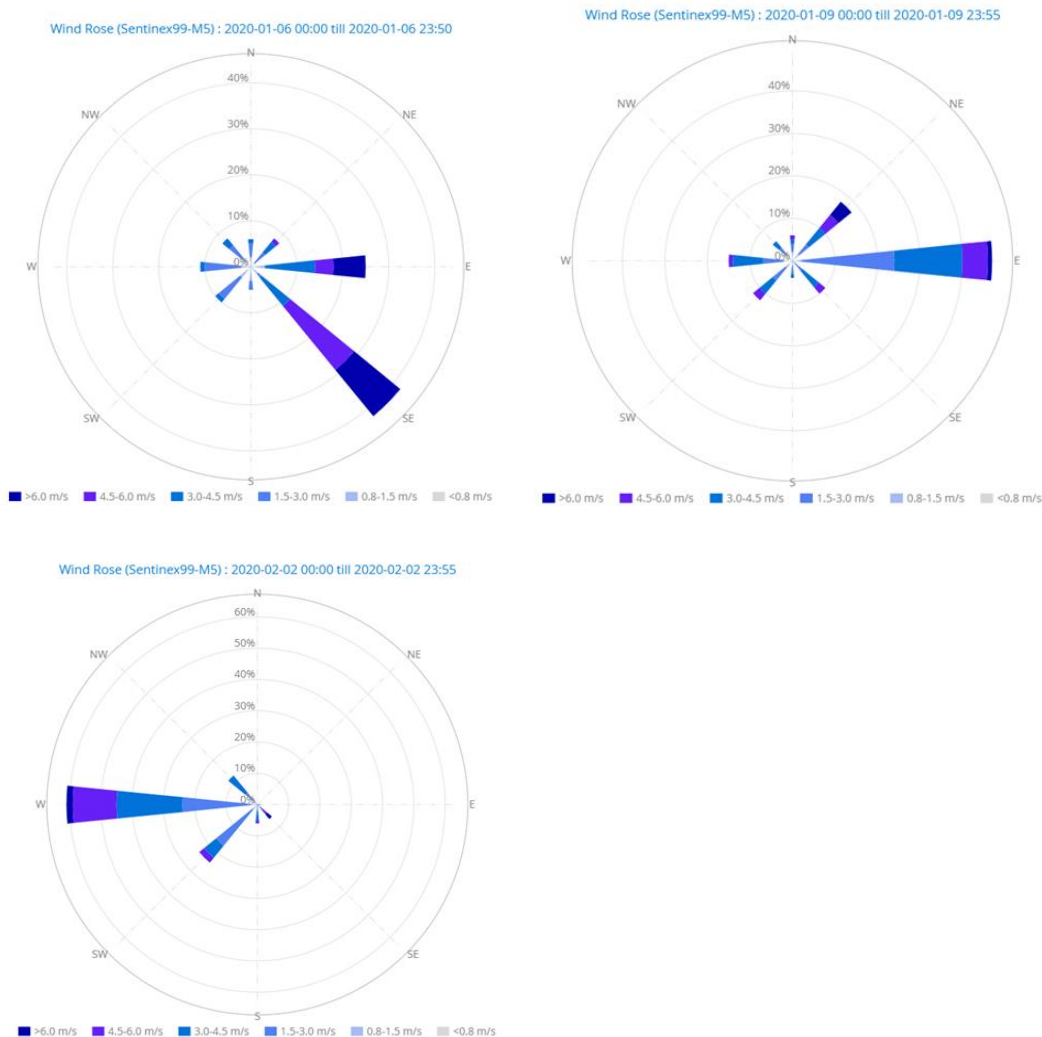 Wind Rose (Sentinex99-M5) : 2020-01-06 00:00 till 2020-01-06 23:50
N
40%
NW
NE
30%
20%
10%
W
0%
E
SW
SE
S
>6.0 m/s 4.5-6.0 m/s 3.0-4.5 m/s 1.5-3.0 m/s 0.8-1.5 m/s <0.8 m/s
Wind Rose (Sentinex99-M5) : 2020-01-09 00:00 till 2020-01-09 23:55
N
40%
NW
NE
30%
20%
10%
W
0%
E
SW
SE
S
>6.0 m/s 4.5-6.0 m/s 3.0-4.5 m/s 1.5-3.0 m/s 0.8-1.5 m/s <0.8 m/s
Wind Rose (Sentinex99-M5) : 2020-02-02 00:00 till 2020-02-02 23:55
N
60%
50%
NW
NE
40%
30%
20%
10%
0%
W
E
SW
SE
S
>6.0 m/s 4.5-6.0 m/s 3.0-4.5 m/s 1.5-3.0 m/s 0.8-1.5 m/s <0.8 m/s